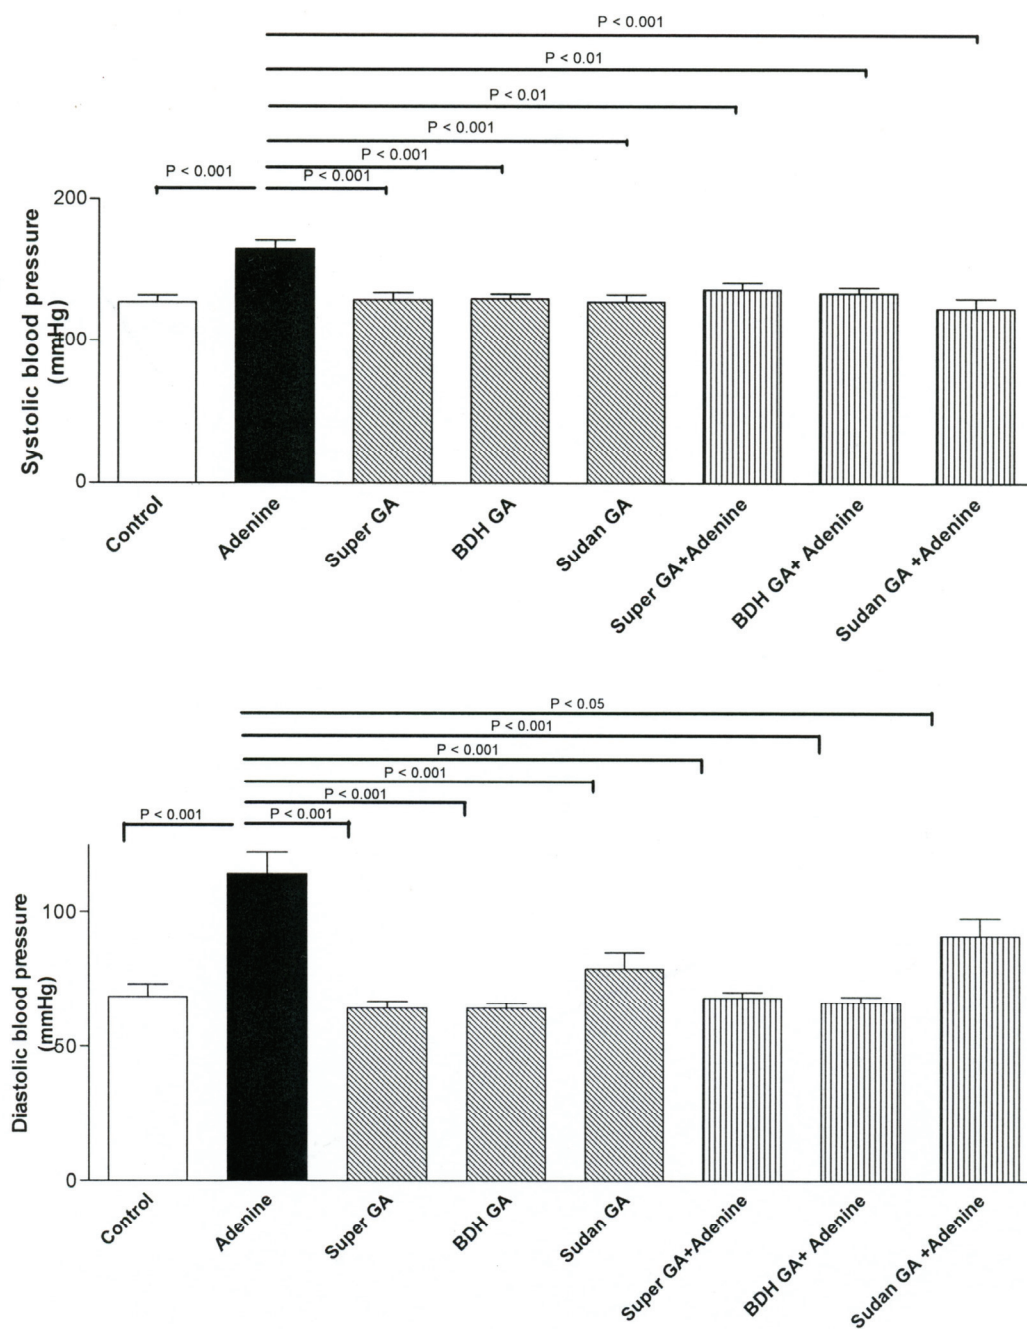 P < 0.001
P < 0.01
P < 0.01
P < 0.001
P < 0.001
P < 0.001
P < 0.001
Systolic blood pressure
(mmHg)
200
100
0
Control
Adenine
Super GA
BDH GA
Sudan GA
Super GA+Adenine
BDH GA+ Adenine
Sudan GA +Adenine
P < 0.05
P < 0.001
P < 0.001
P < 0.001
P < 0.001
P < 0.001
P < 0.001
Diastolic blood pressure
(mmHg)
100
50
0
Control
Adenine
Super GA
BDH GA
Sudan GA
Super GA+Adenine
BDH GA+ Adenine
Sudan GA +Adenine